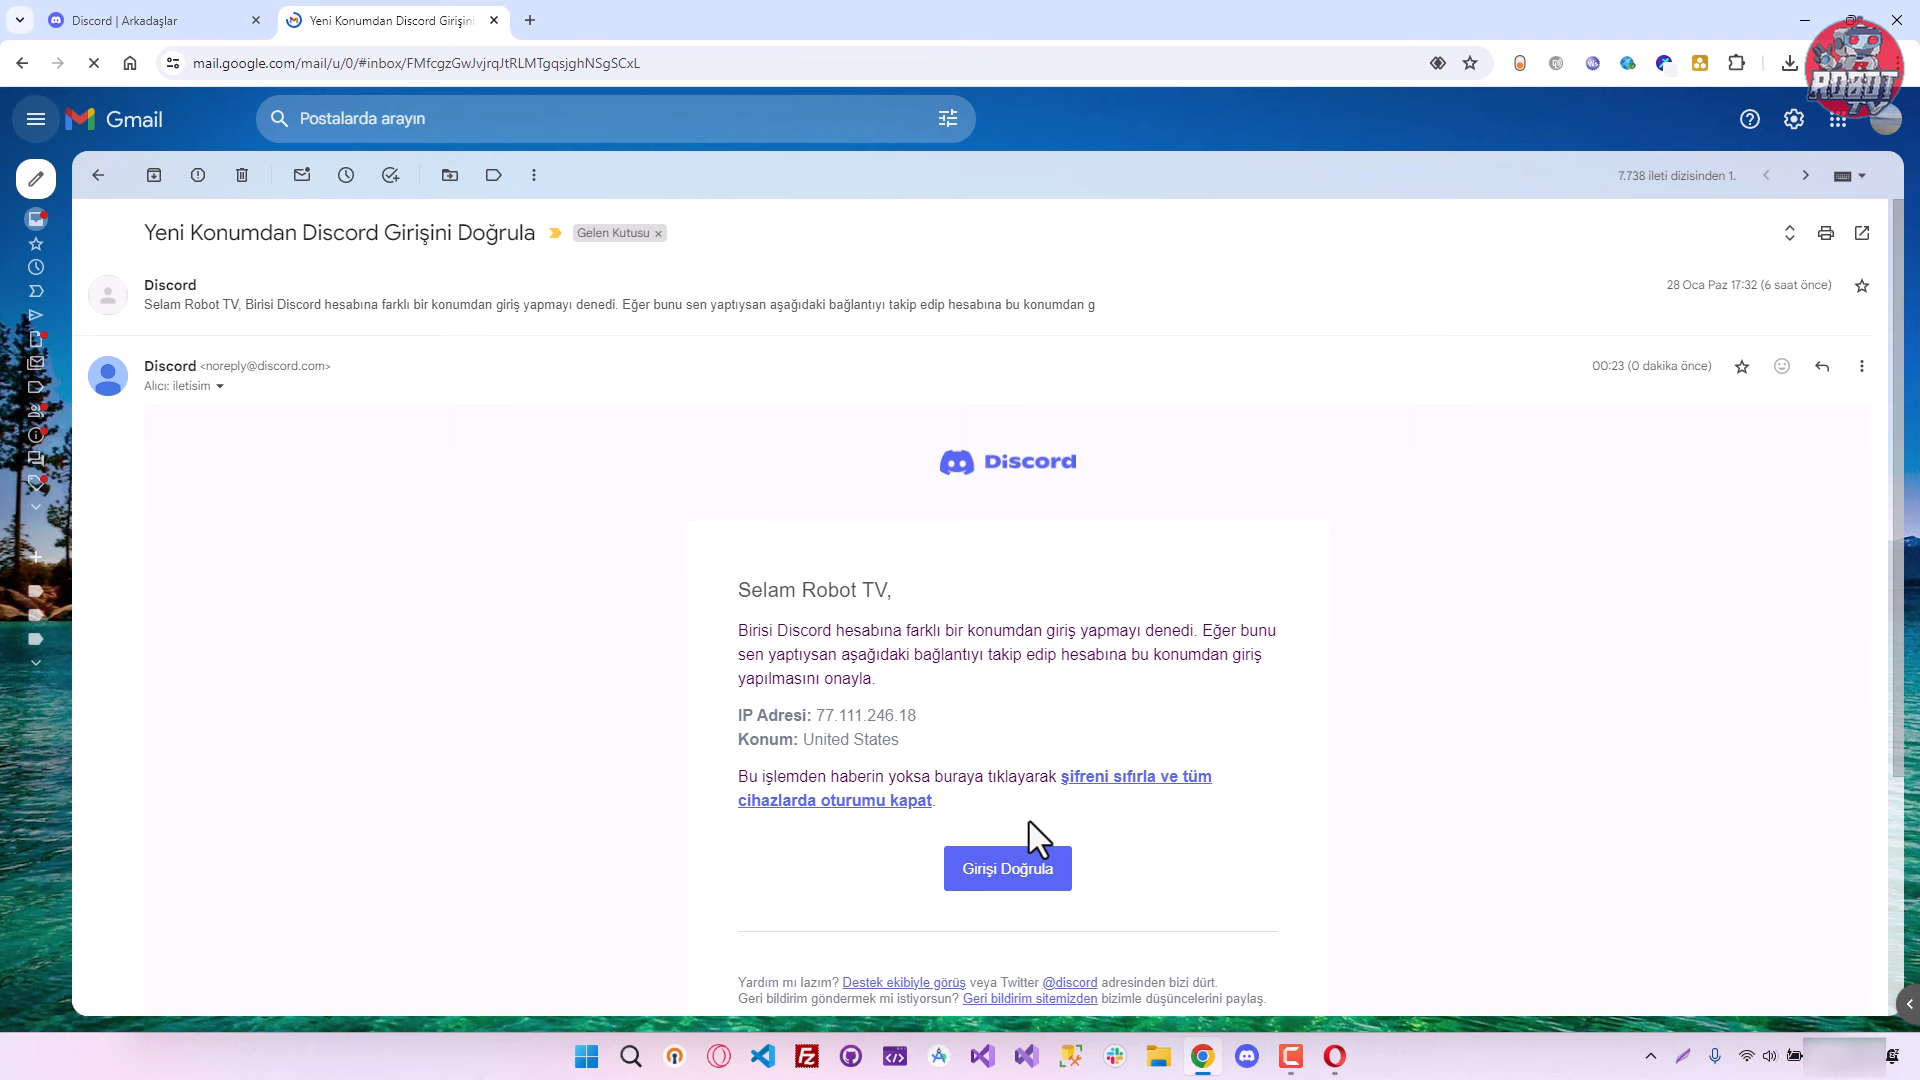 Discord | Arkadaşlar
Yeni Konumdan Discord Girişini
mail.google.com/mail/u/0/#inbox/FMfcgzGwJvjrqJtRLMTgqsjghNSgSCxL
ROBOT
TV
Gmail
Postalarda arayın
7.738 ileti dizisinden 1.
Yeni Konumdan Discord Girişini Doğrula
Gelen Kutusu ×
Discord
28 Oca Paz 17:32 (6 saat önce)
Selam Robot TV, Birisi Discord hesabına farklı bir konumdan giriş yapmayı denedi. Eğer bunu sen yaptıysan aşağıdaki bağlantıyı takip edip hesabına bu konumdan g
Discord <noreply@discord.com>
00:23 (0 dakika önce)
Alıcı: iletisim
Discord
Selam Robot TV,
Birisi Discord hesabına farklı bir konumdan giriş yapmayı denedi. Eğer bunu
sen yaptıysan aşağıdaki bağlantıyı takip edip hesabına bu konumdan giriş
yapılmasını onayla.
IP Adresi: 77.111.246.18
Konum: United States
Bu işlemden haberin yoksa buraya tıklayarak şifreni sıfırla ve tüm
cihazlarda oturumu kapat.
Girişi Doğrula
Yardım mı lazım? Destek ekibiyle görüş veya Twitter @discord adresinden bizi dürt.
Geri bildirim göndermek mi istiyorsun? Geri bildirim sitemizden bizimle düşüncelerini paylaş.